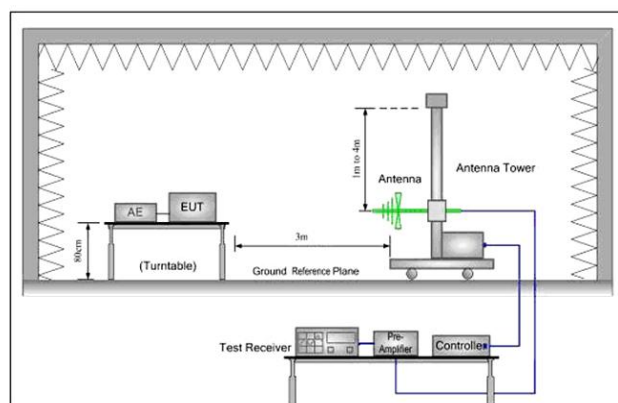 1m to 4m
Antenna
Antenna Tower
AE
EUT
80cm
(Turntable)
3m
Ground Reference Plane
Test Receiver
Pre-
Amplifier
Controlle